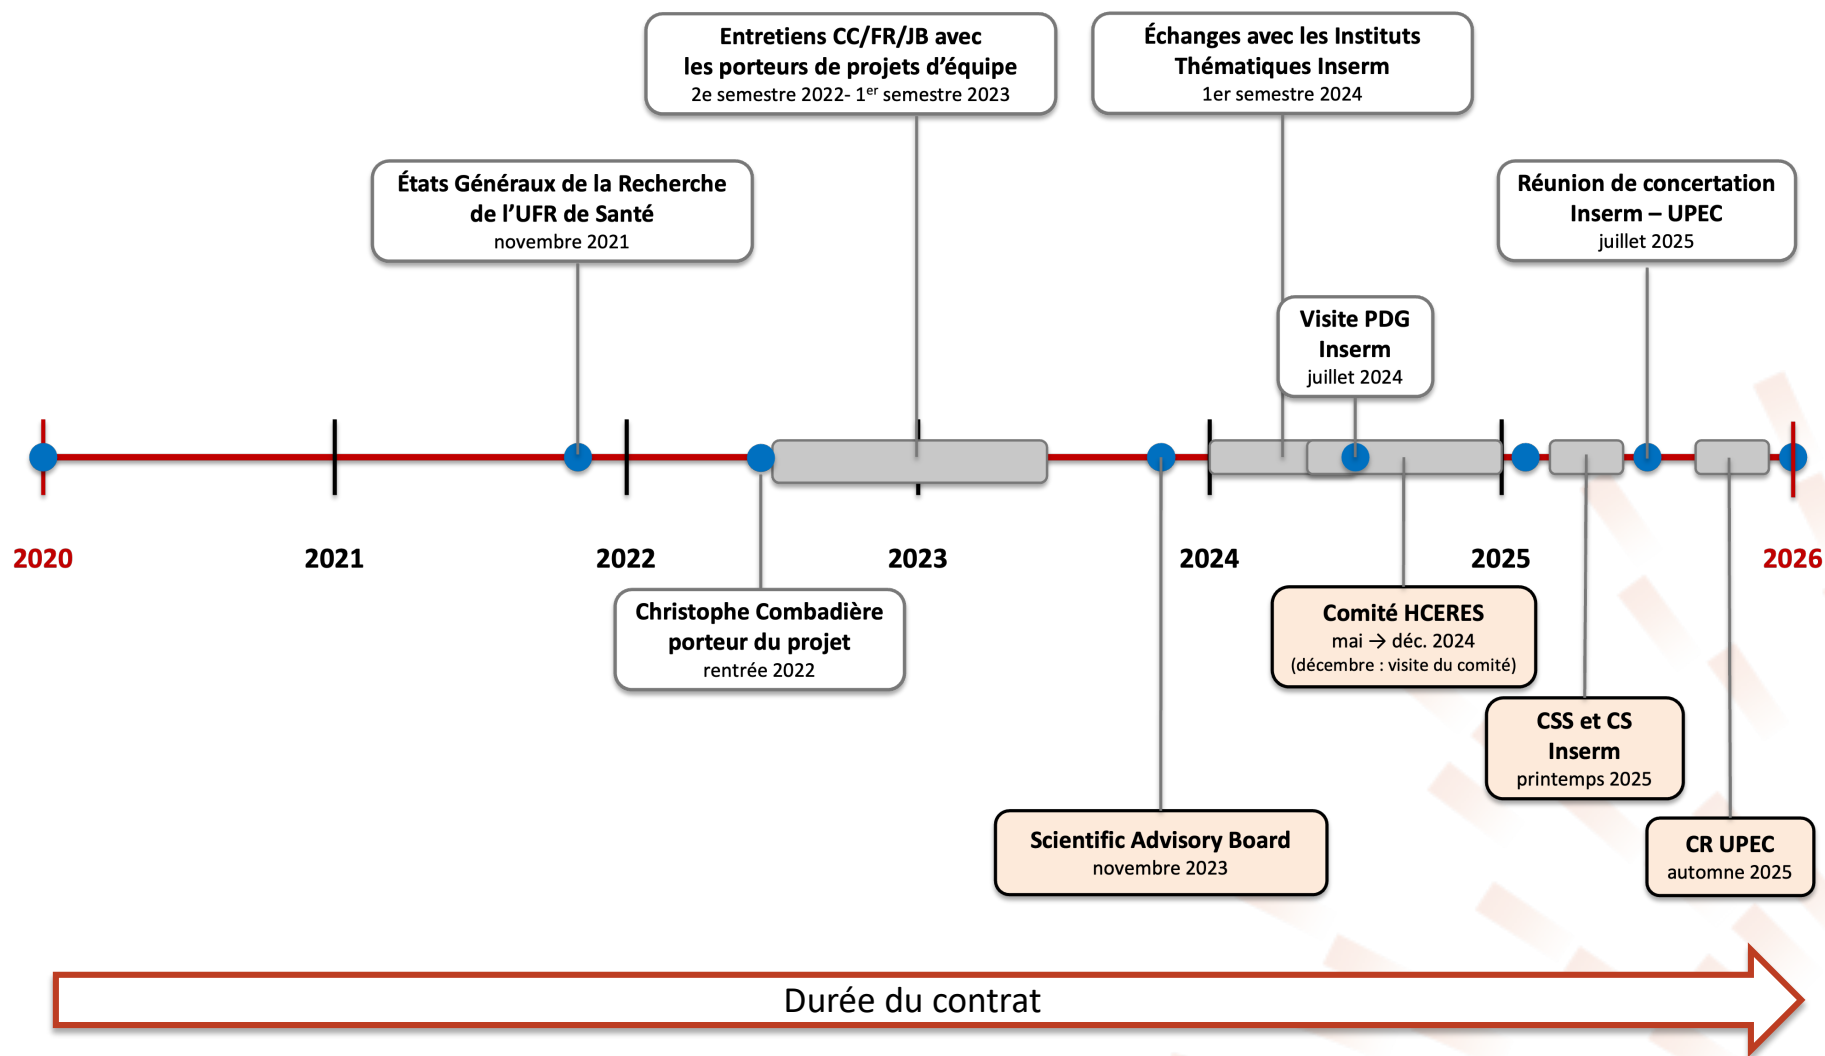 Entretiens CC/FR/JB avec
les porteurs de projets d’équipe
2e semestre 2022- 1er semestre 2023
Échanges avec les Instituts
Thématiques Inserm
1er semestre 2024
États Généraux de la Recherche
de l’UFR de Santé
novembre 2021
Réunion de concertation
Inserm – UPEC
juillet 2025
Visite PDG
Inserm
juillet 2024
2020
2021
2022
2023
2024
2025
2026
Christophe Combadière
porteur du projet
rentrée 2022
Comité HCERES
mai → déc. 2024
(décembre : visite du comité)
CSS et CS
Inserm
printemps 2025
Scientific Advisory Board
novembre 2023
CR UPEC
automne 2025
Durée du contrat